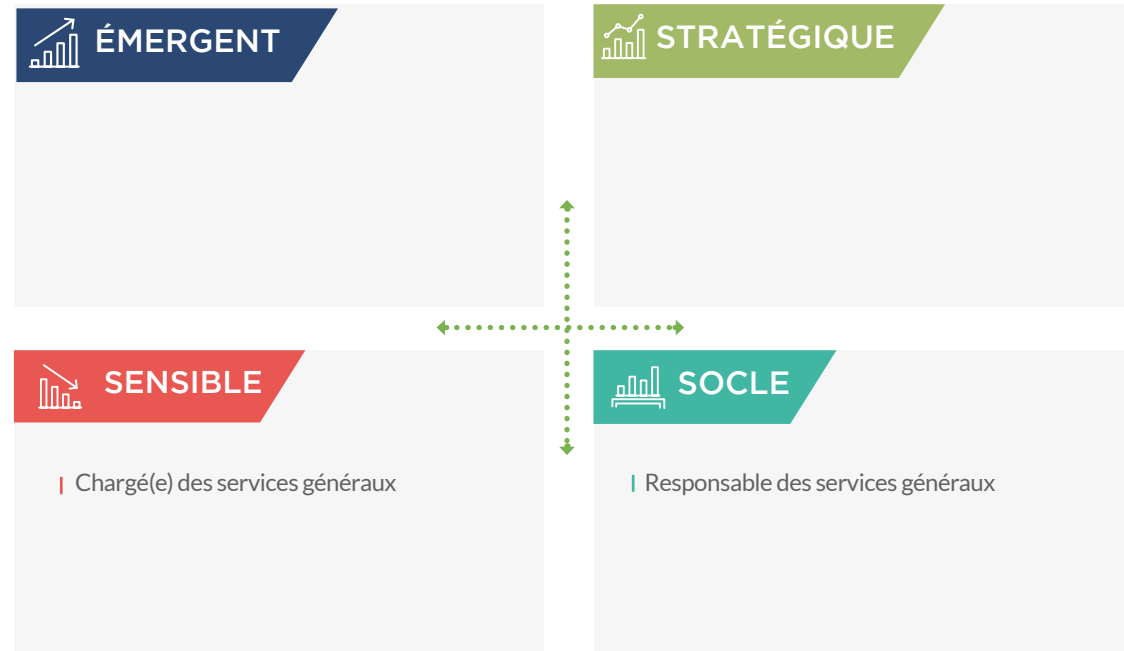 ÉMERGENT
STRATÉGIQUE
SENSIBLE
Chargé(e) des services généraux
SOCLE
Responsable des services généraux